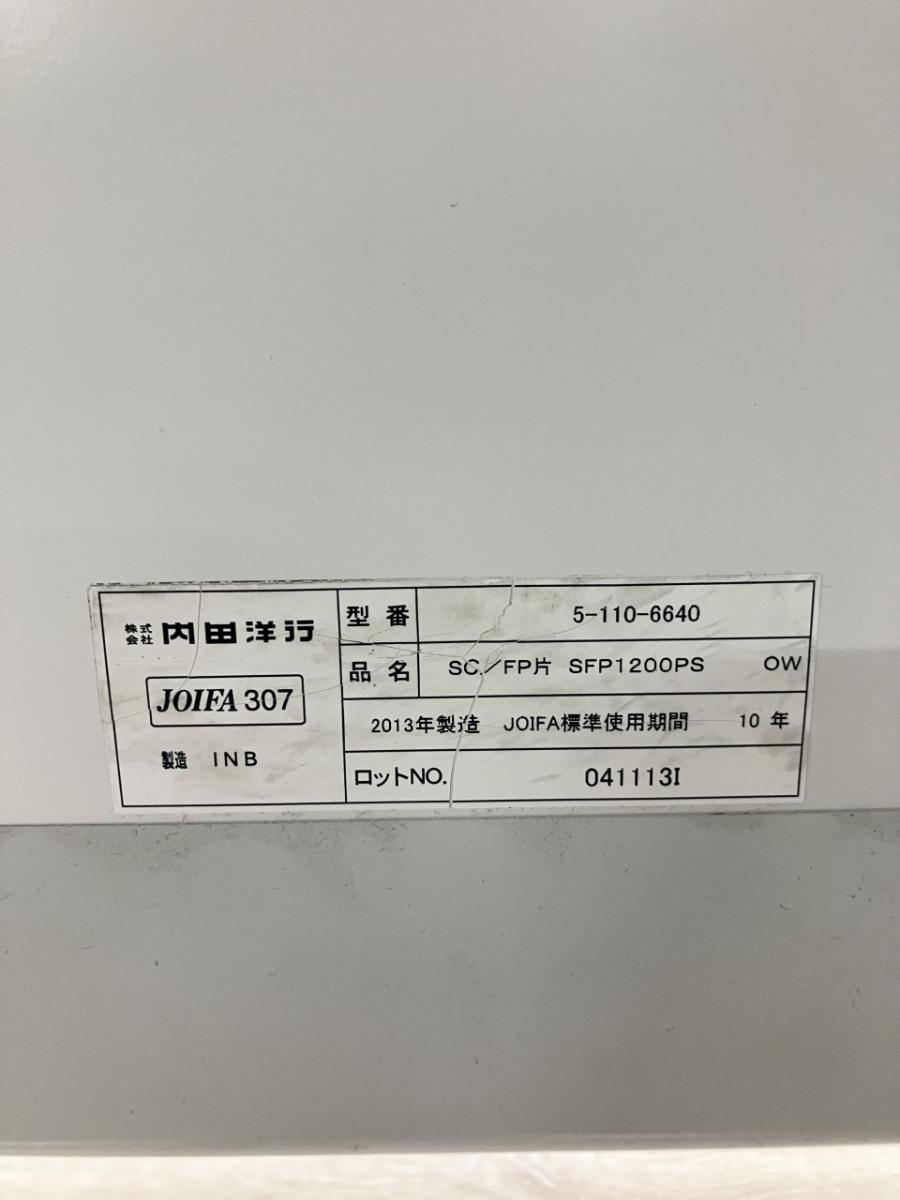 株式会社 内田洋行
JOIFA 307
製造 INB
型番 5-110-6640
品名 SC/FP片 SFP1200PS OW
2013年製造 JOIFA標準使用期間 10年
ロットNO. 041113I